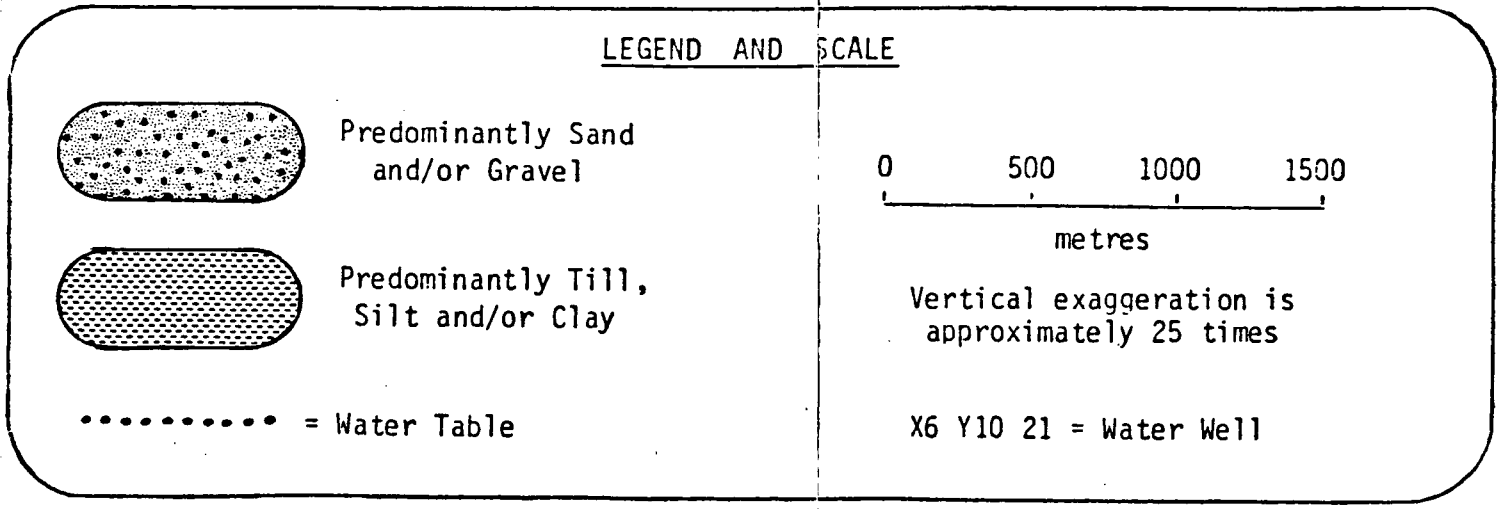 LEGEND AND SCALE
Predominantly Sand
and/or Gravel
0 500 1000 1500
metres
Predominantly Till,
Silt and/or Clay
Vertical exaggeration is
approximately 25 times
= Water Table
X6 Y10 21 = Water Well